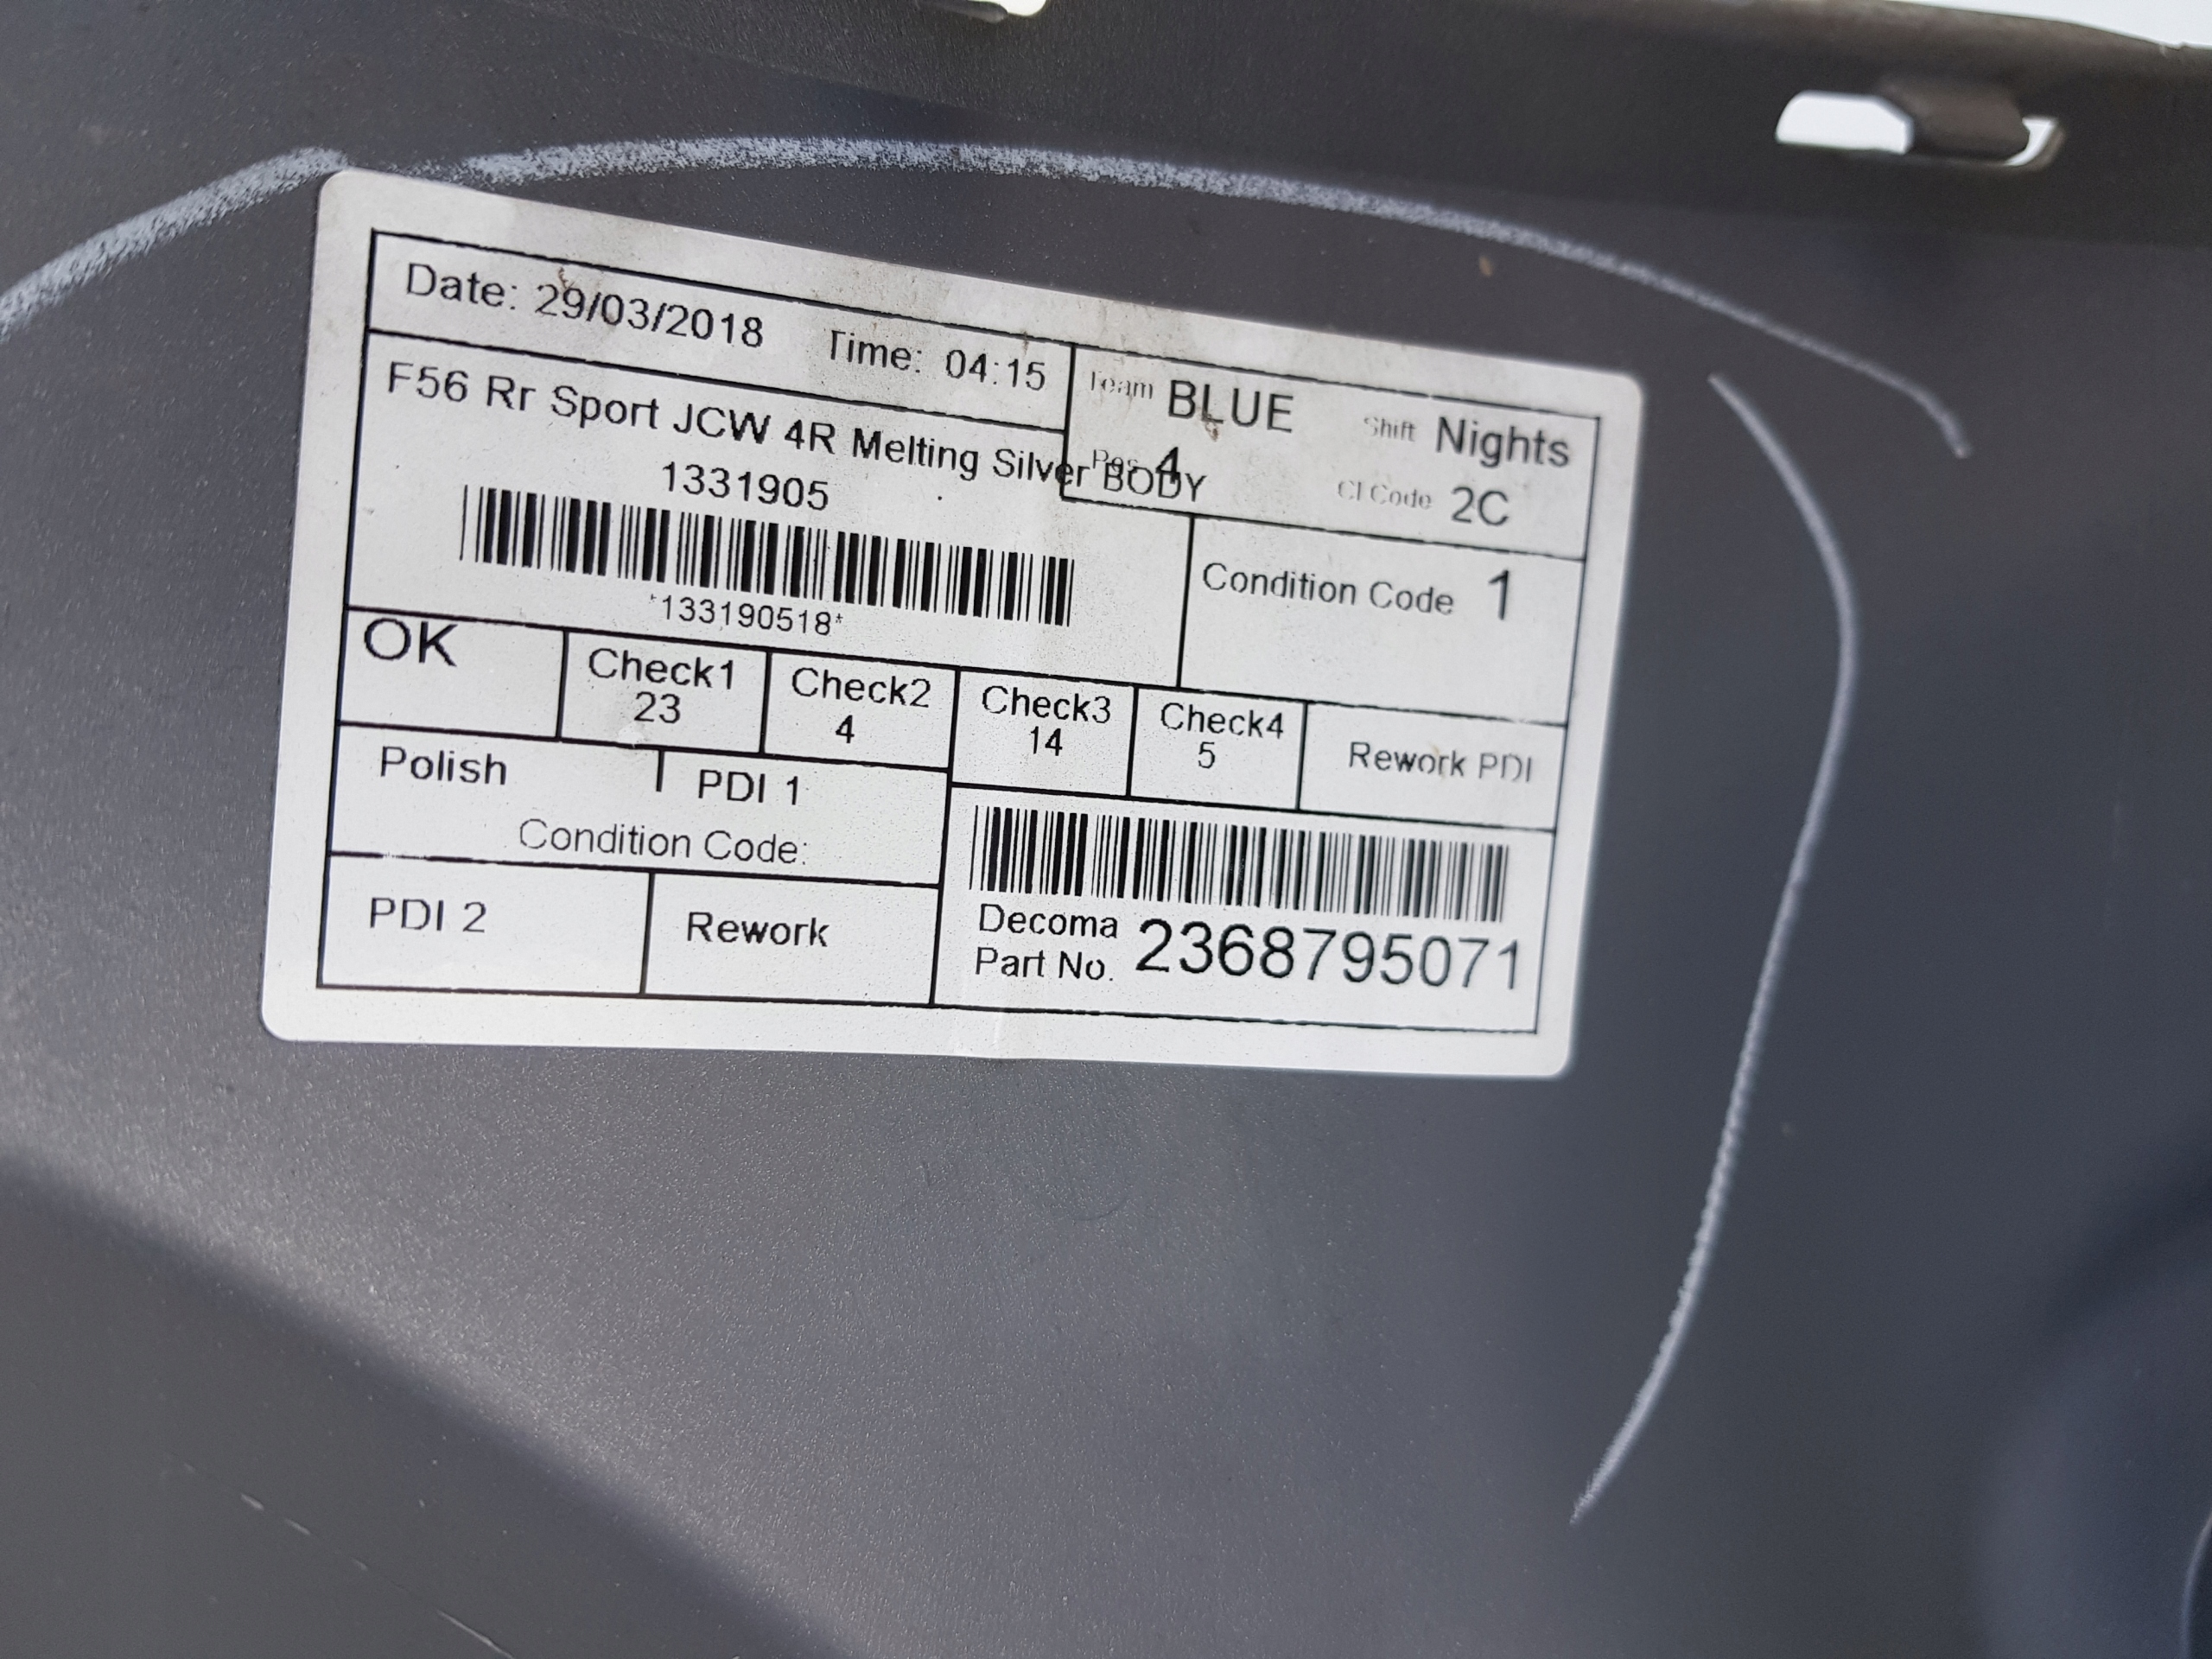 Date: 29/03/2018 Time: 04:15
Team BLUE Shift Nights
F56 Rr Sport JCW 4R Melting Silver BODY
Pos 4 CI Code 2C
1331905
*133190518*
Condition Code 1
OK
Check1
23
Check2
4
Check3
14
Check4
5
Rework PDI
Polish
PDI 1
Condition Code:
PDI 2
Rework
Decoma
Part No. 2368795071